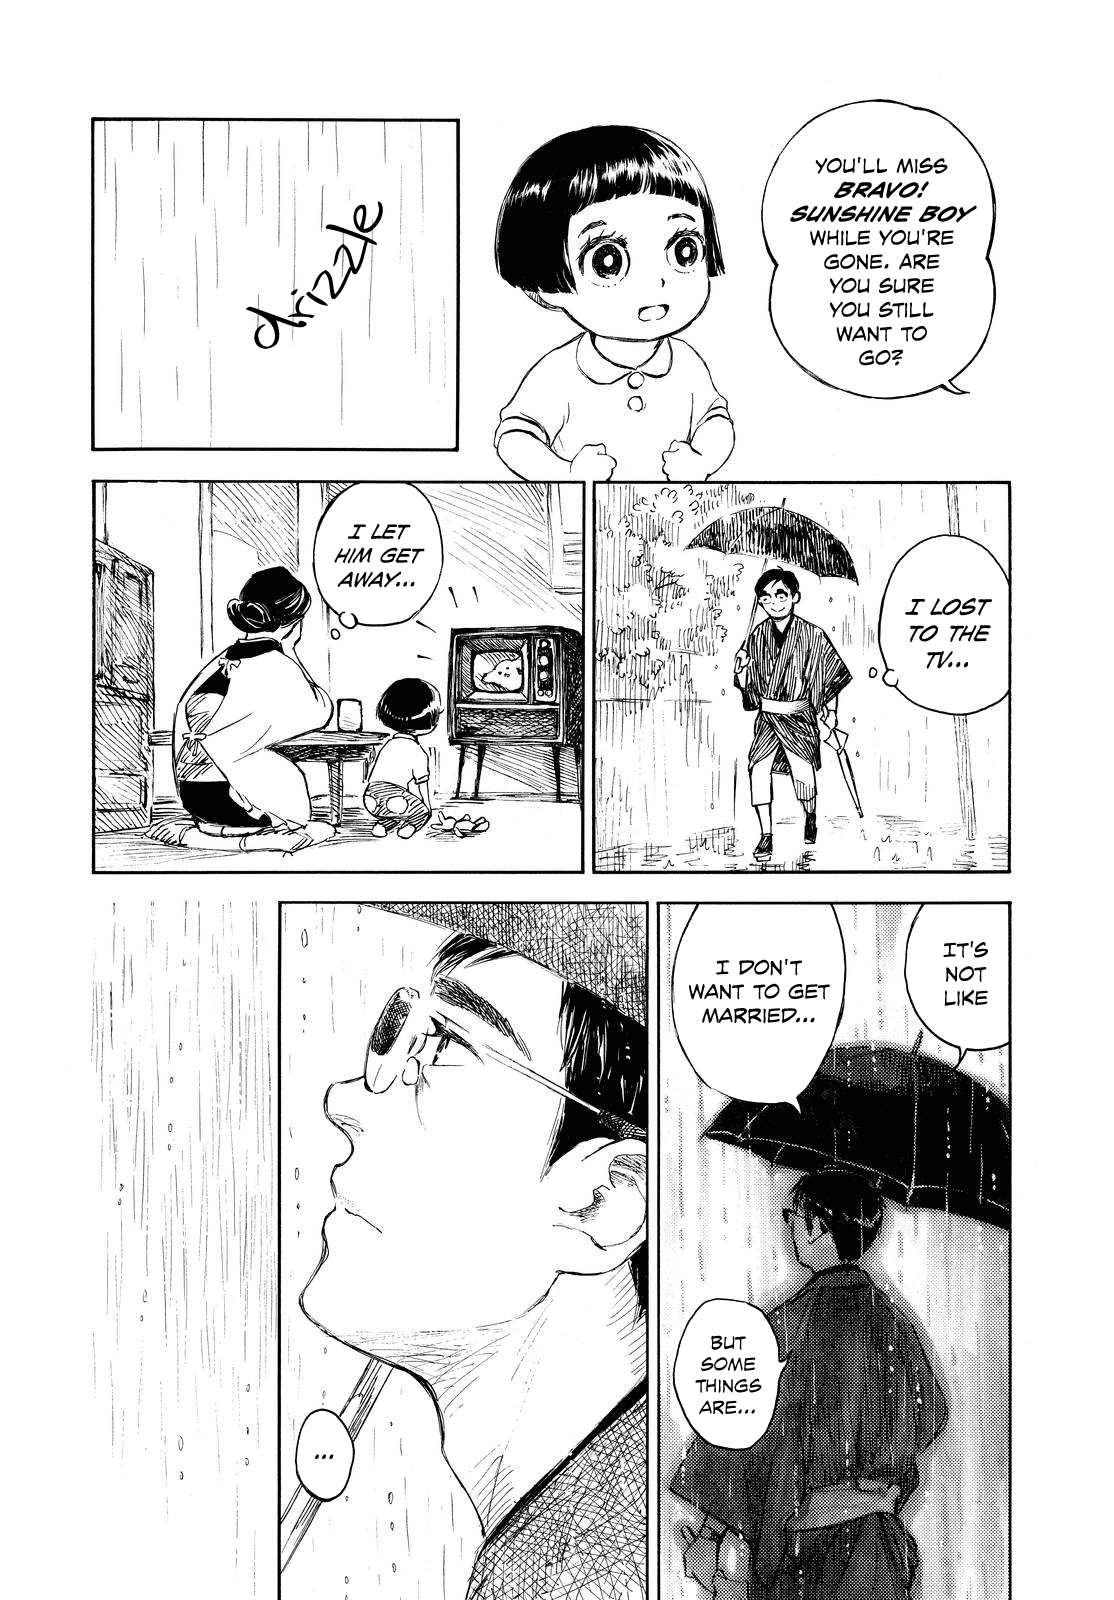 YOU'LL MISS
BRAVO!
SUNSHINE BOY
WHILE YOU'RE
GONE. ARE
YOU SURE
YOU STILL
WANT TO
GO?
drizzle
I LOST
TO THE
TV...
I LET
HIM GET
AWAY...
IT'S
NOT
LIKE
I DON'T
WANT TO GET
MARRIED...
BUT
SOME
THINGS
ARE...
...